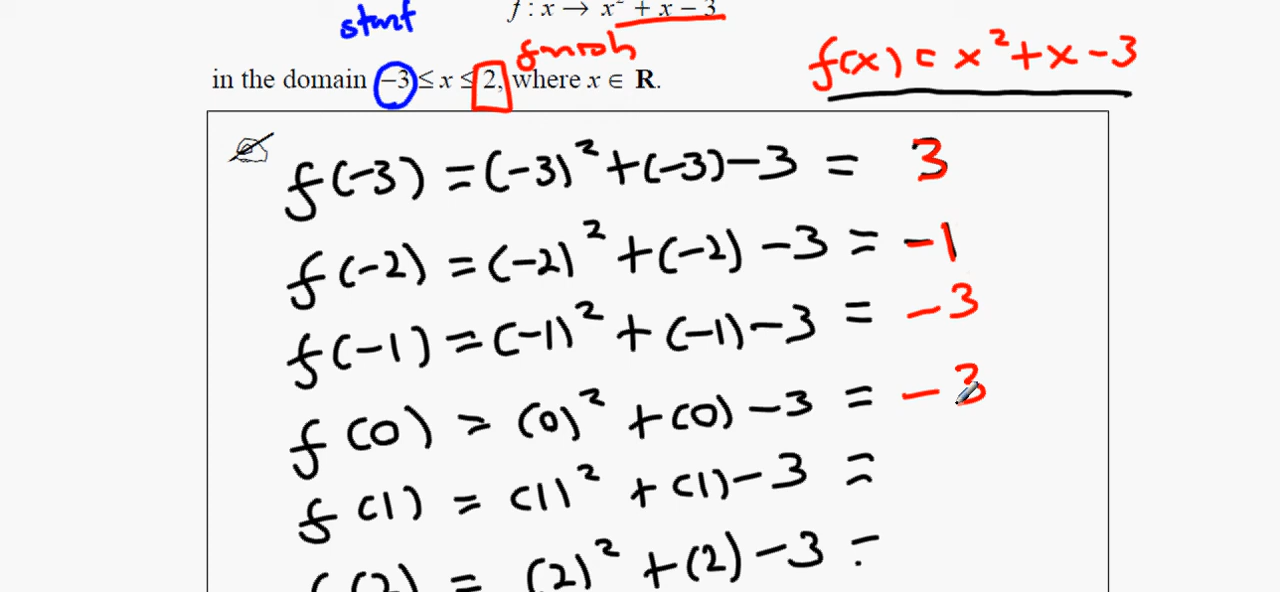 start f : x → x² + x – 3
finish f(x) = x² + x – 3
in the domain –3 ≤ x ≤ 2, where x ∈ R.
f(–3) = (–3)² + (–3) – 3 = 3
f(–2) = (–2)² + (–2) – 3 = –1
f(–1) = (–1)² + (–1) – 3 = –3
f(0) = (0)² + (0) – 3 = –3
f(1) = (1)² + (1) – 3 =
f(2) = (2)² + (2) – 3 =